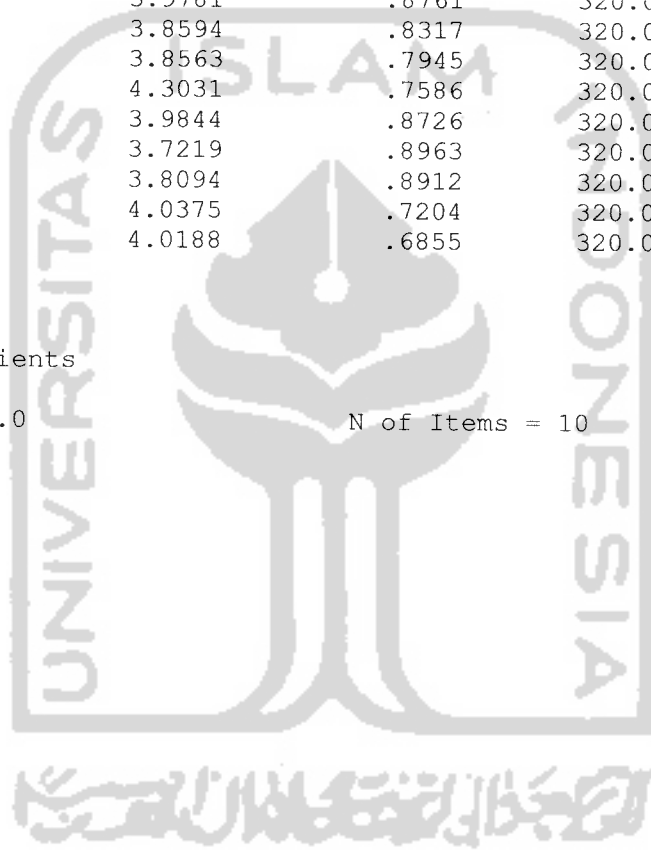 3.8594 .8317 320.0
3.8563 .7945 320.0
4.3031 .7586 320.0
3.9844 .8726 320.0
3.7219 .8963 320.0
3.8094 .8912 320.0
4.0375 .7204 320.0
4.0188 .6855 320.0
ients
.0 N of Items = 10
ISLAM
UNIVERSITAS
INDONESIA